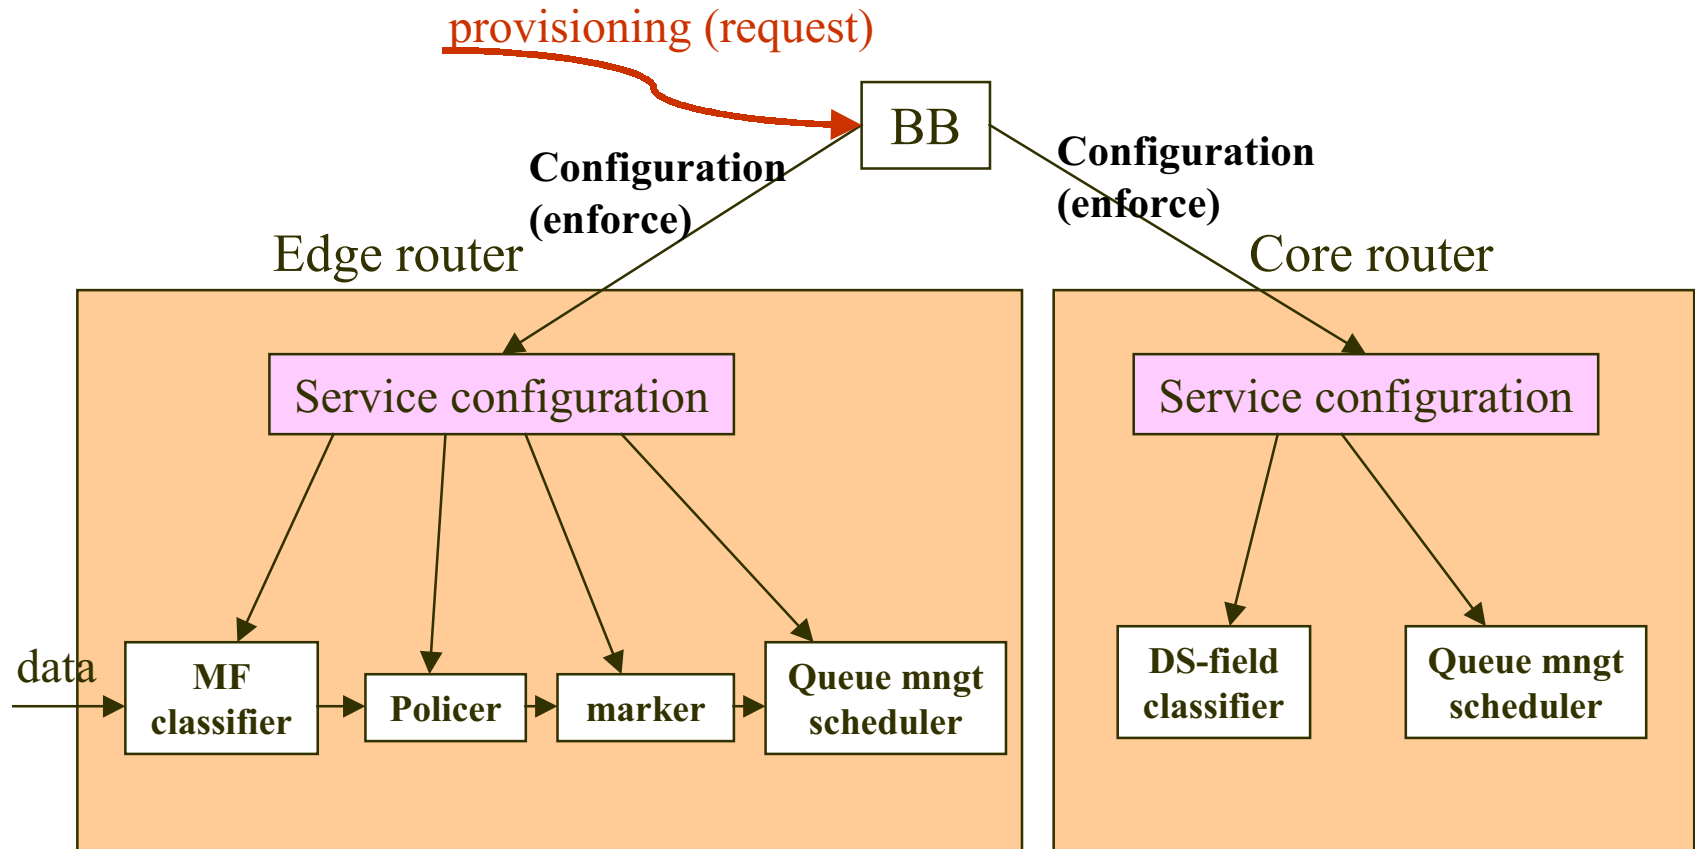 provisioning (request)
BB
Configuration
(enforce)
Configuration
(enforce)
Edge router
Core router
Service configuration
Service configuration
data
MF
classifier
Policer
marker
Queue mngt
scheduler
DS-field
classifier
Queue mngt
scheduler